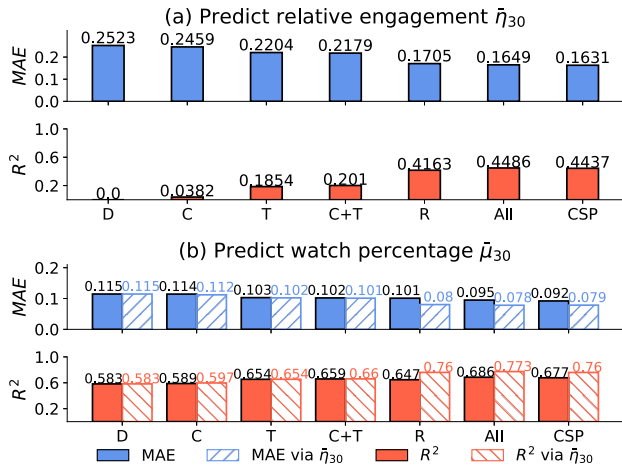 (a) Predict relative engagement η̄30
MAE
0.2
0.0
0.2523 0.2459 0.2204 0.2179 0.1705 0.1649 0.1631
R2
1.0
0.6
0.2
0.0 0.0382 0.1854 0.201 0.4163 0.4486 0.4437
D C T C+T R All CSP
(b) Predict watch percentage μ̄30
MAE
0.2
0.1
0.0
0.115 0.115 0.114 0.112 0.103 0.102 0.102 0.101 0.101 0.08 0.095 0.078 0.092 0.079
R2
1.0
0.6
0.2
0.583 0.583 0.589 0.597 0.654 0.654 0.659 0.66 0.647 0.76 0.686 0.773 0.677 0.76
D C T C+T R All CSP
MAE MAE via η̄30 R2 R2 via η̄30